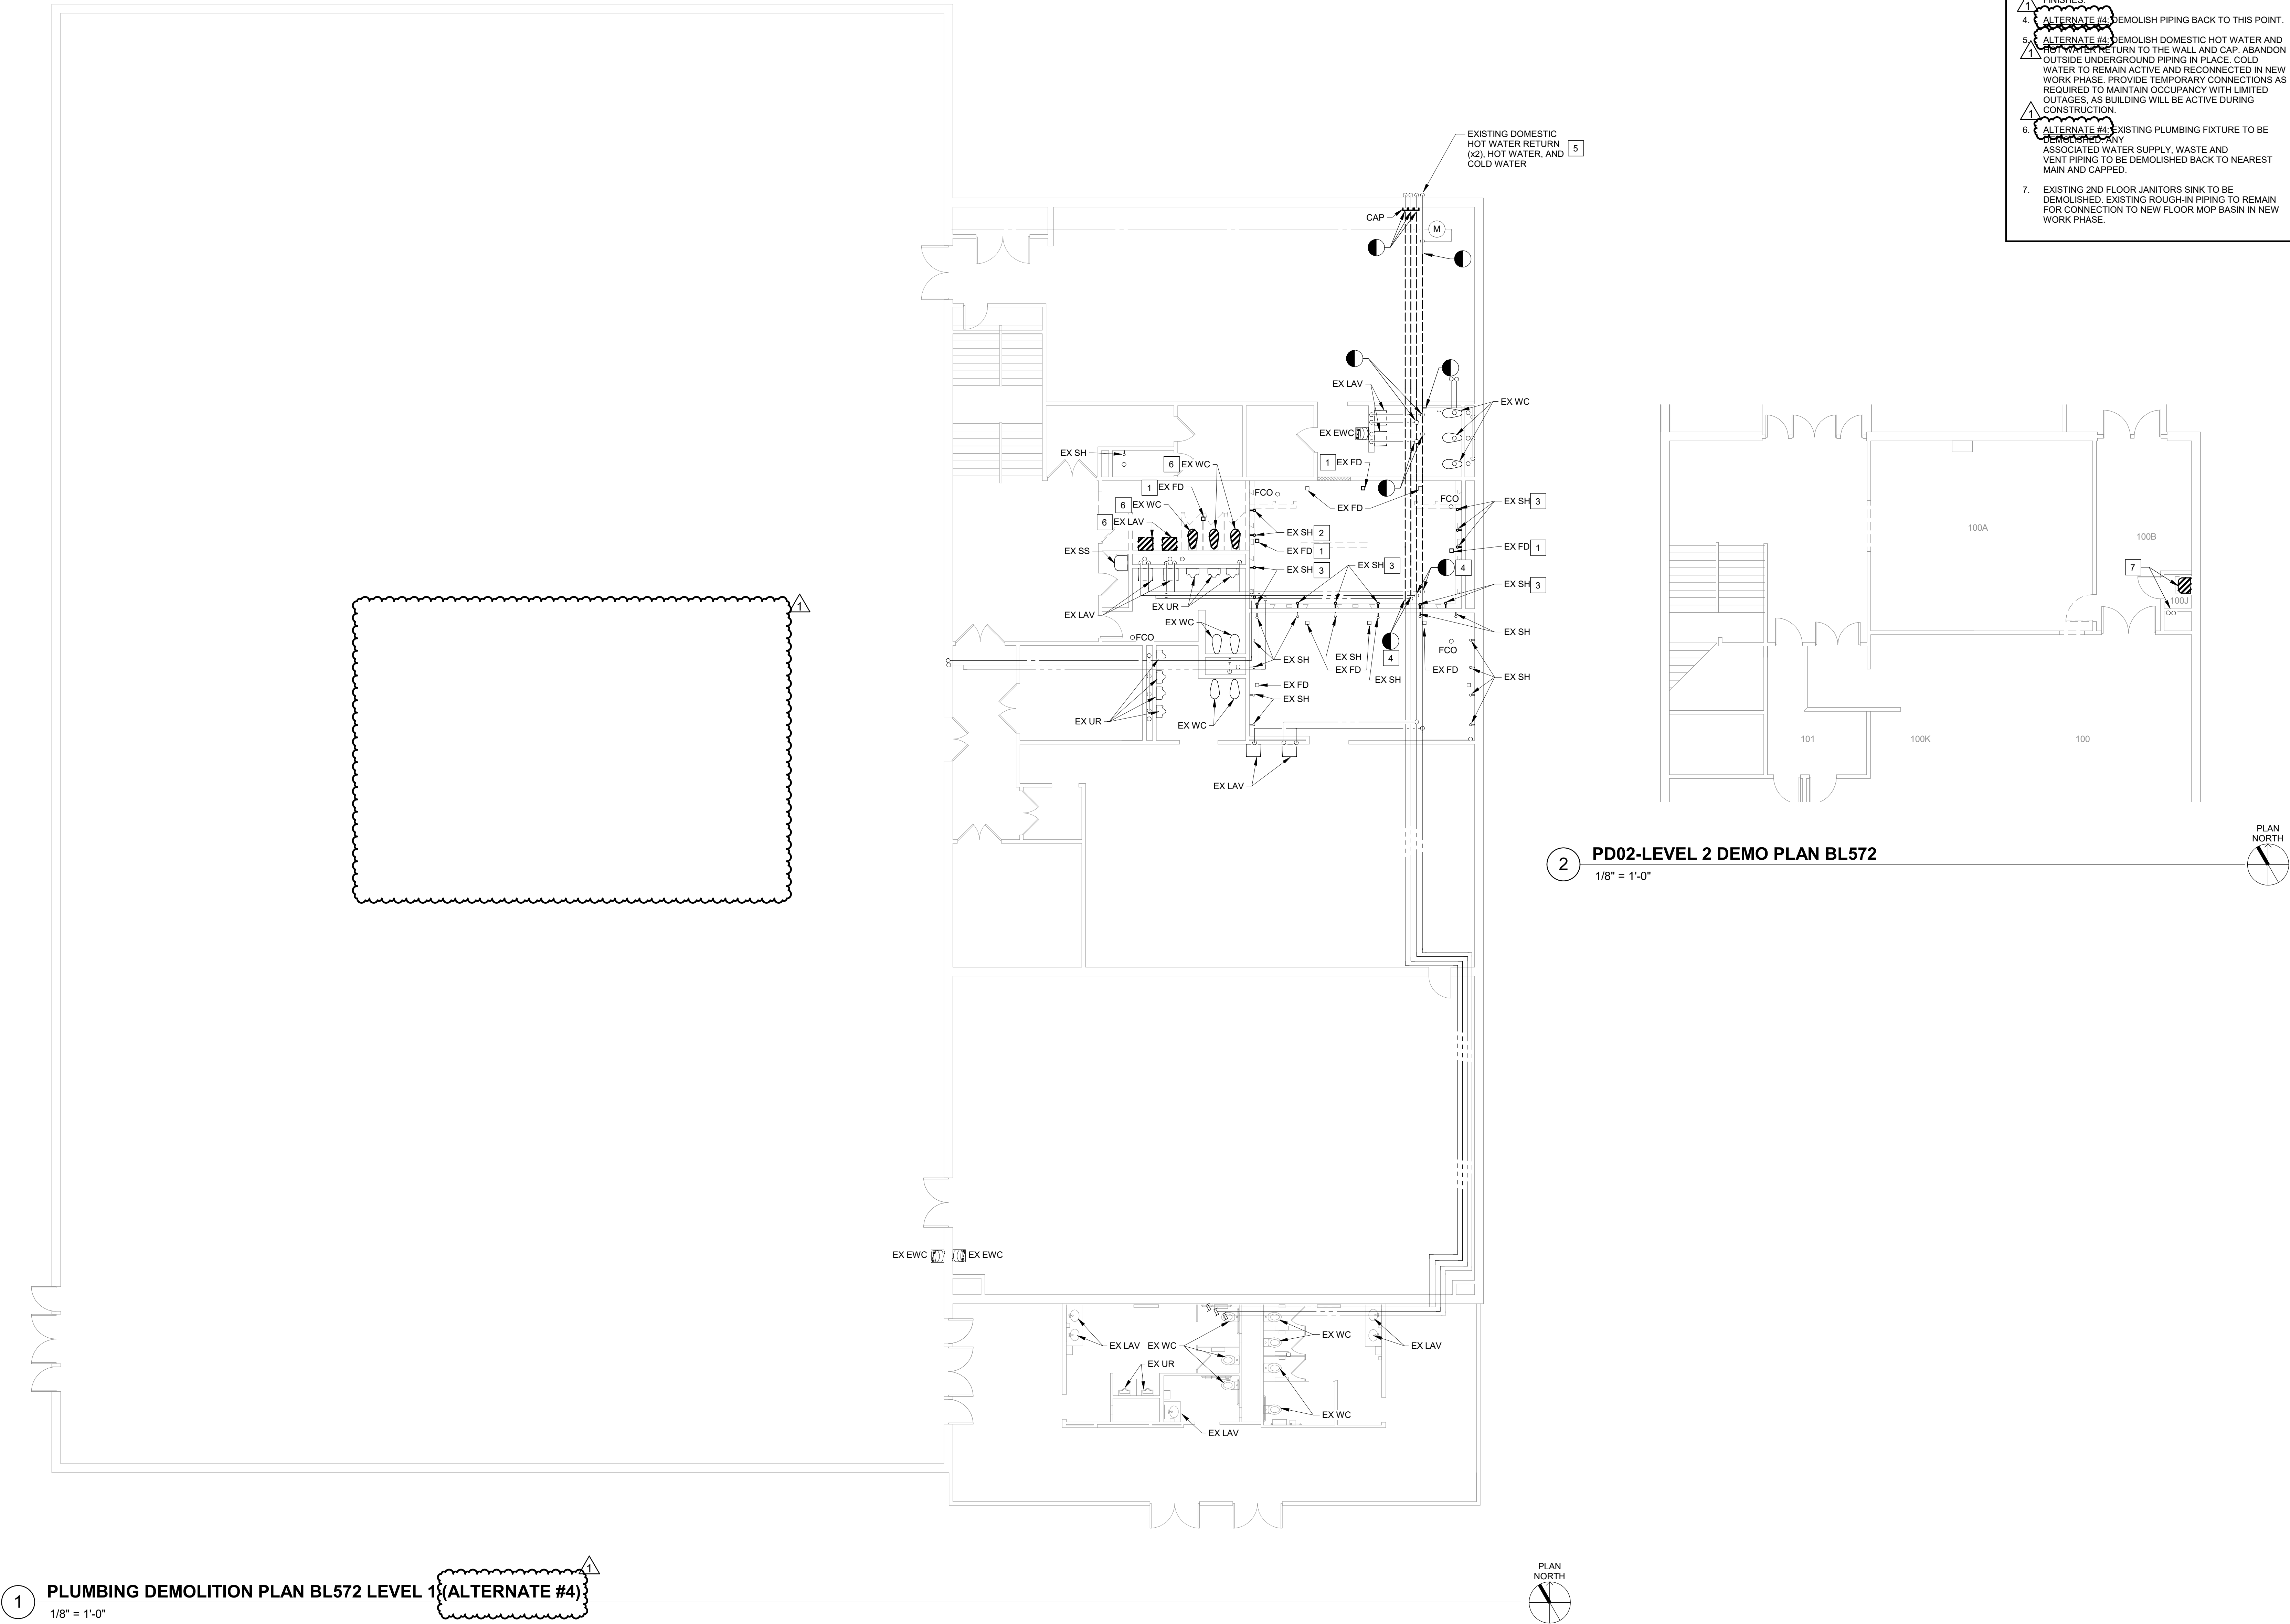 FINISHES.
1
4. ALTERNATE #4: DEMOLISH PIPING BACK TO THIS POINT.
5. ALTERNATE #4: DEMOLISH DOMESTIC HOT WATER AND
1
HOT WATER RETURN TO THE WALL AND CAP. ABANDON
OUTSIDE UNDERGROUND PIPING IN PLACE. COLD
WATER TO REMAIN ACTIVE AND RECONNECTED IN NEW
WORK PHASE. PROVIDE TEMPORARY CONNECTIONS AS
REQUIRED TO MAINTAIN OCCUPANCY WITH LIMITED
OUTAGES, AS BUILDING WILL BE ACTIVE DURING
CONSTRUCTION.
1
6. ALTERNATE #4: EXISTING PLUMBING FIXTURE TO BE
DEMOLISHED. ANY
ASSOCIATED WATER SUPPLY, WASTE AND
VENT PIPING TO BE DEMOLISHED BACK TO NEAREST
MAIN AND CAPPED.
7. EXISTING 2ND FLOOR JANITORS SINK TO BE
DEMOLISHED. EXISTING ROUGH-IN PIPING TO REMAIN
FOR CONNECTION TO NEW FLOOR MOP BASIN IN NEW
WORK PHASE.
EXISTING DOMESTIC
HOT WATER RETURN
(x2), HOT WATER, AND
COLD WATER
5
CAP
M
EX LAV
EX WC
EX EWC
EX SH
6 EX WC
1 EX FD
1 EX FD
FCO
FCO
EX SH 3
6 EX WC
EX FD
6 EX LAV
EX SH 2
EX FD 1
EX FD 1
EX SS
EX SH 3
EX SH 3
4
EX SH 3
EX LAV
EX UR
EX WC
EX SH
FCO
FCO
4
EX SH
EX SH
EX FD
EX FD
EX SH
EX SH
EX FD
EX SH
EX UR
EX WC
EX LAV
1
100A
100B
7
100J
101
100K
100
PLAN
NORTH
2
PD02-LEVEL 2 DEMO PLAN BL572
1/8" = 1'-0"
EX EWC
EX EWC
EX WC
EX LAV
EX WC
EX LAV
EX UR
EX WC
EX LAV
1
PLAN
NORTH
1
PLUMBING DEMOLITION PLAN BL572 LEVEL 1 (ALTERNATE #4)
1/8" = 1'-0"